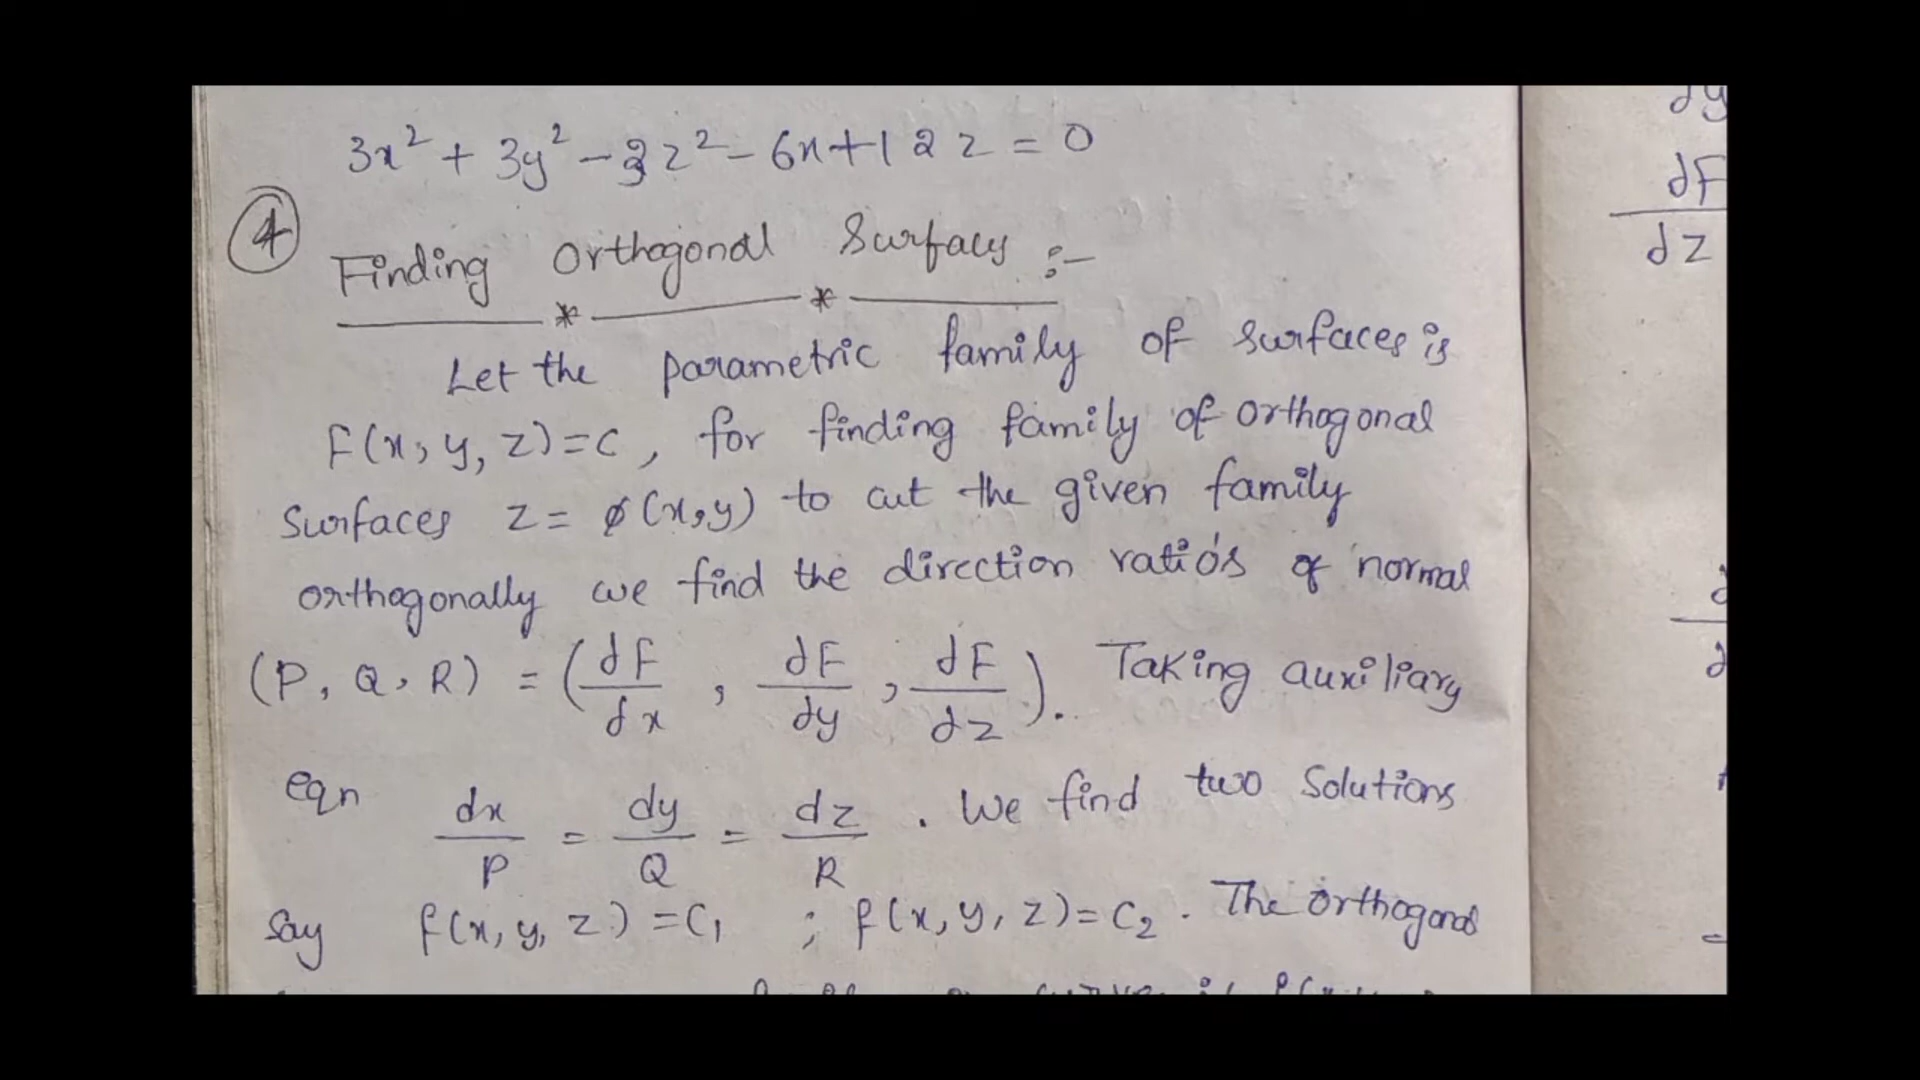 3x² + 3y² - 3z² - 6x + 12z = 0
④ Finding Orthogonal Surfacs :-
Let the parametric family of surfaces is
F(x, y, z) = c, for finding family of orthogonal
surfaces z = φ(x,y) to cut the given family
orthogonally we find the direction ratio's of normal
(P, Q, R) = (∂F/∂x, ∂F/∂y, ∂F/∂z). Taking auxiliary
eqn dx/P = dy/Q = dz/R. We find two Solutions
Say f(x, y, z) = C₁ ; f(x, y, z) = C₂. The orthogonal
∂y
∂F
∂z